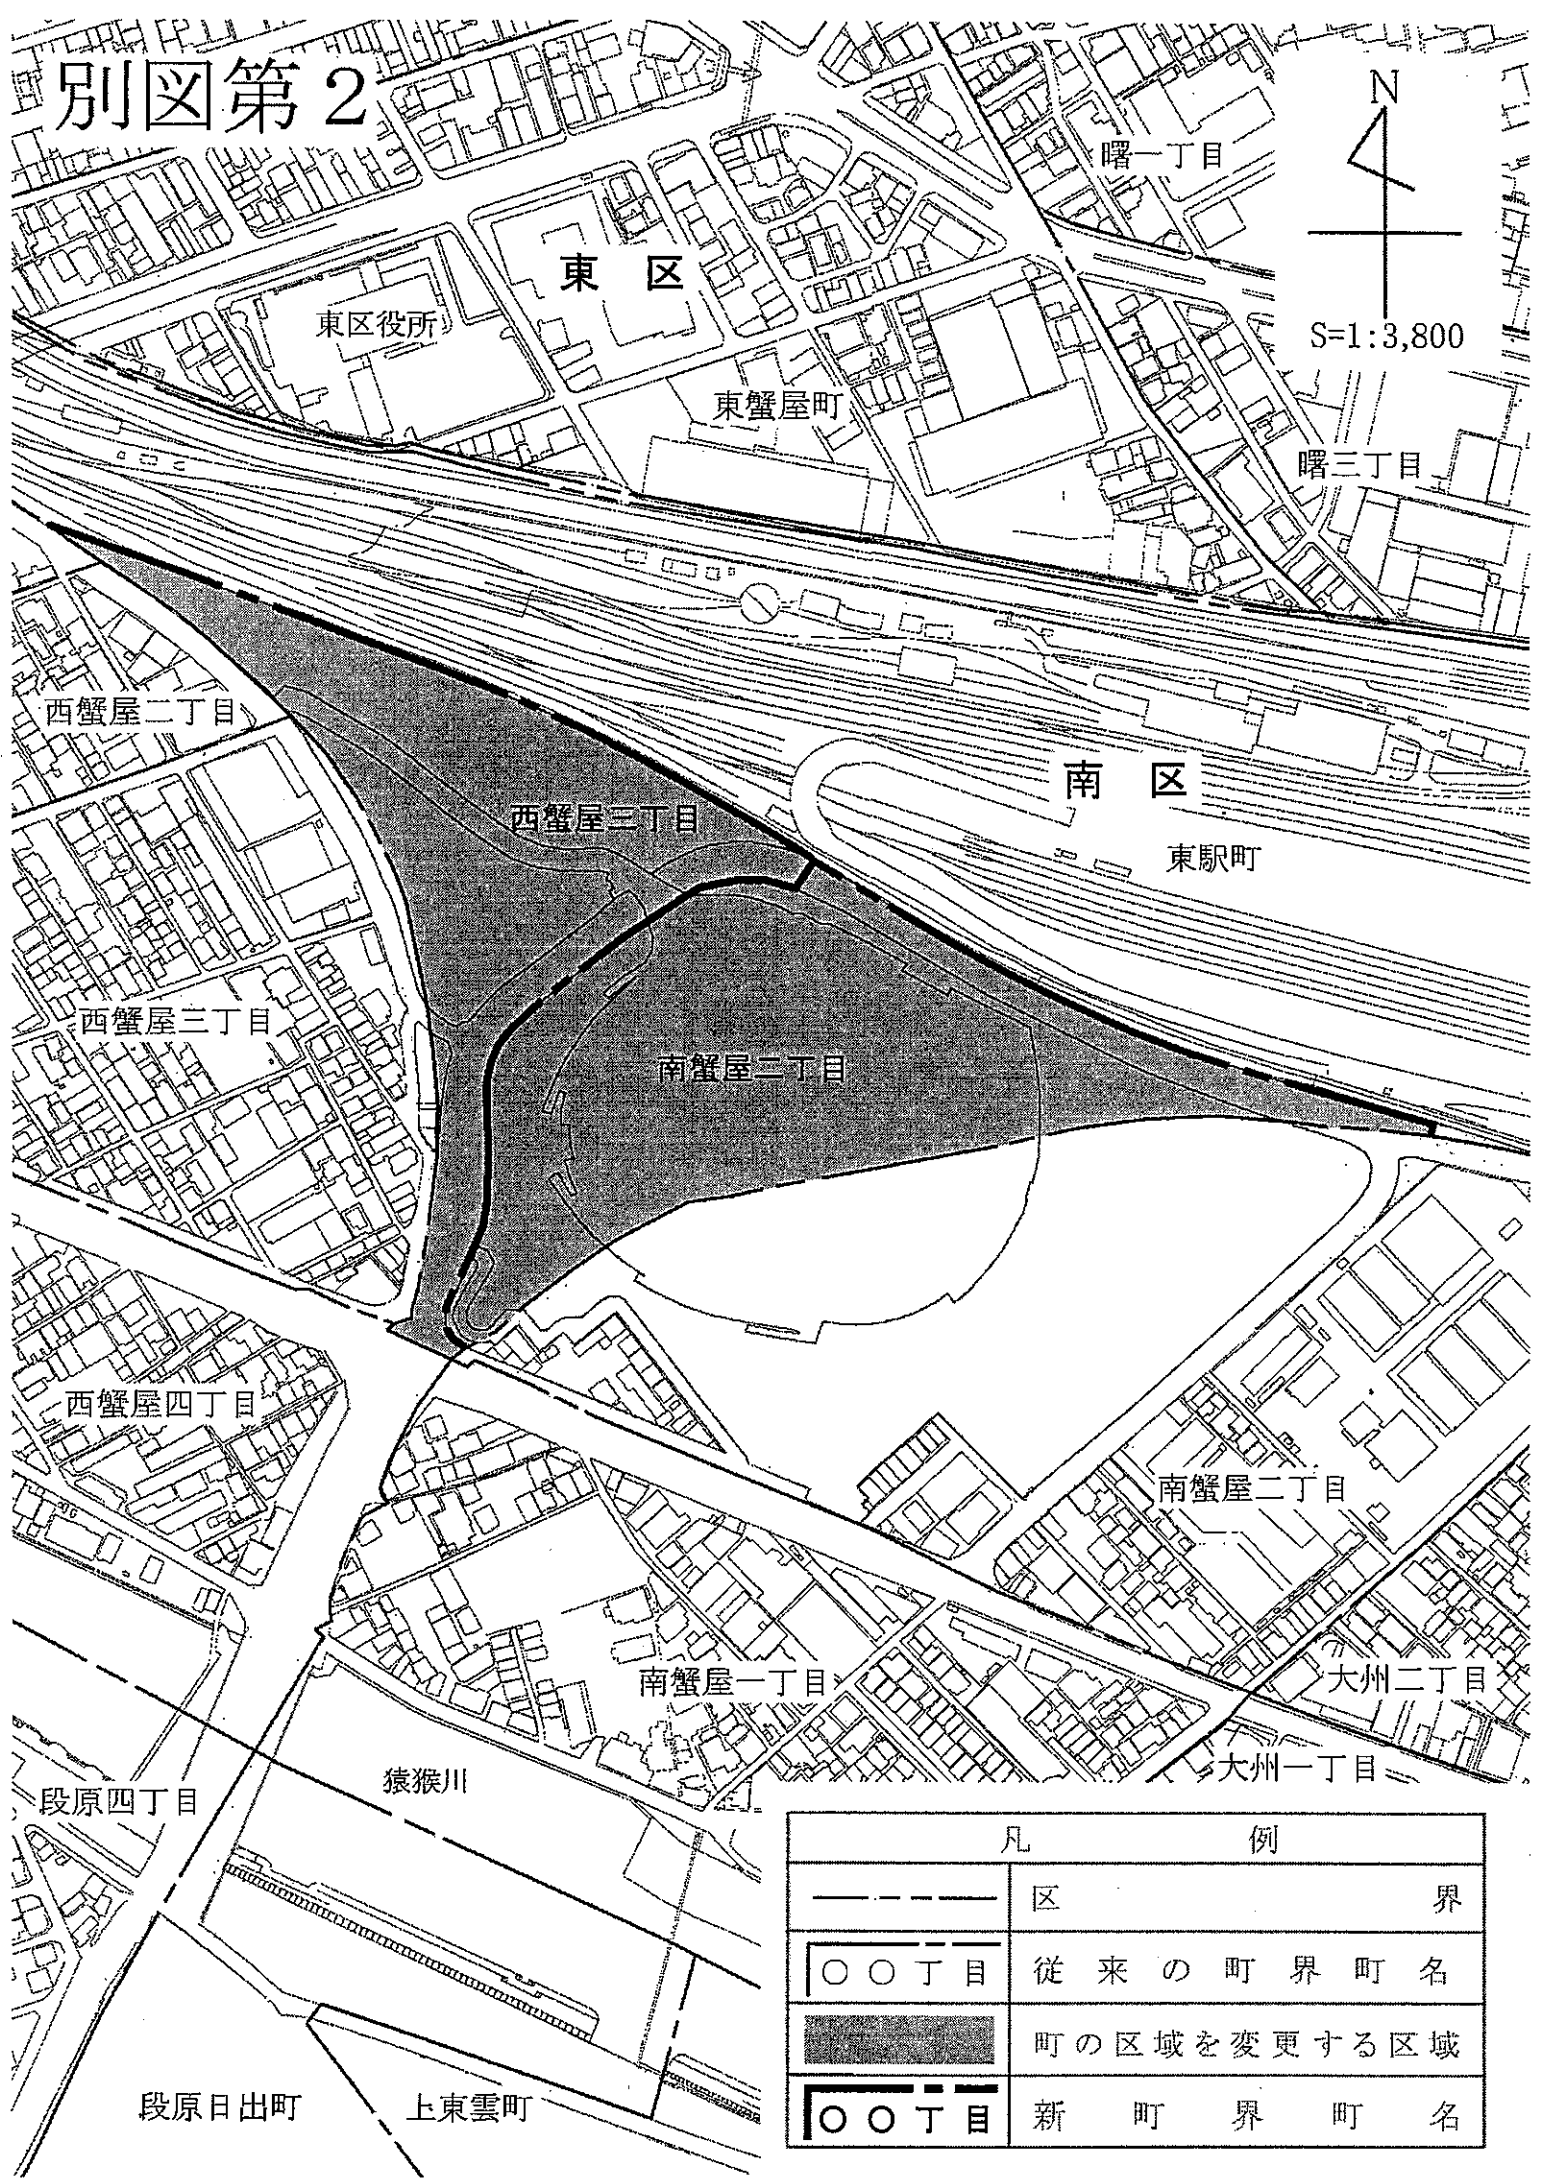 別図第2
N
曙一丁目
東 区
東区役所
S=1:3,800
東蟹屋町
曙三丁目
西蟹屋二丁目
南 区
西蟹屋三丁目
東駅町
西蟹屋三丁目
南蟹屋二丁目
西蟹屋四丁目
南蟹屋二丁目
南蟹屋一丁目
大州二丁目
大州一丁目
猿猴川
段原四丁目
段原日出町
上東雲町
凡 例
区 界
○○丁目 従来の町界町名
町の区域を変更する区域
○○丁目 新町界町名